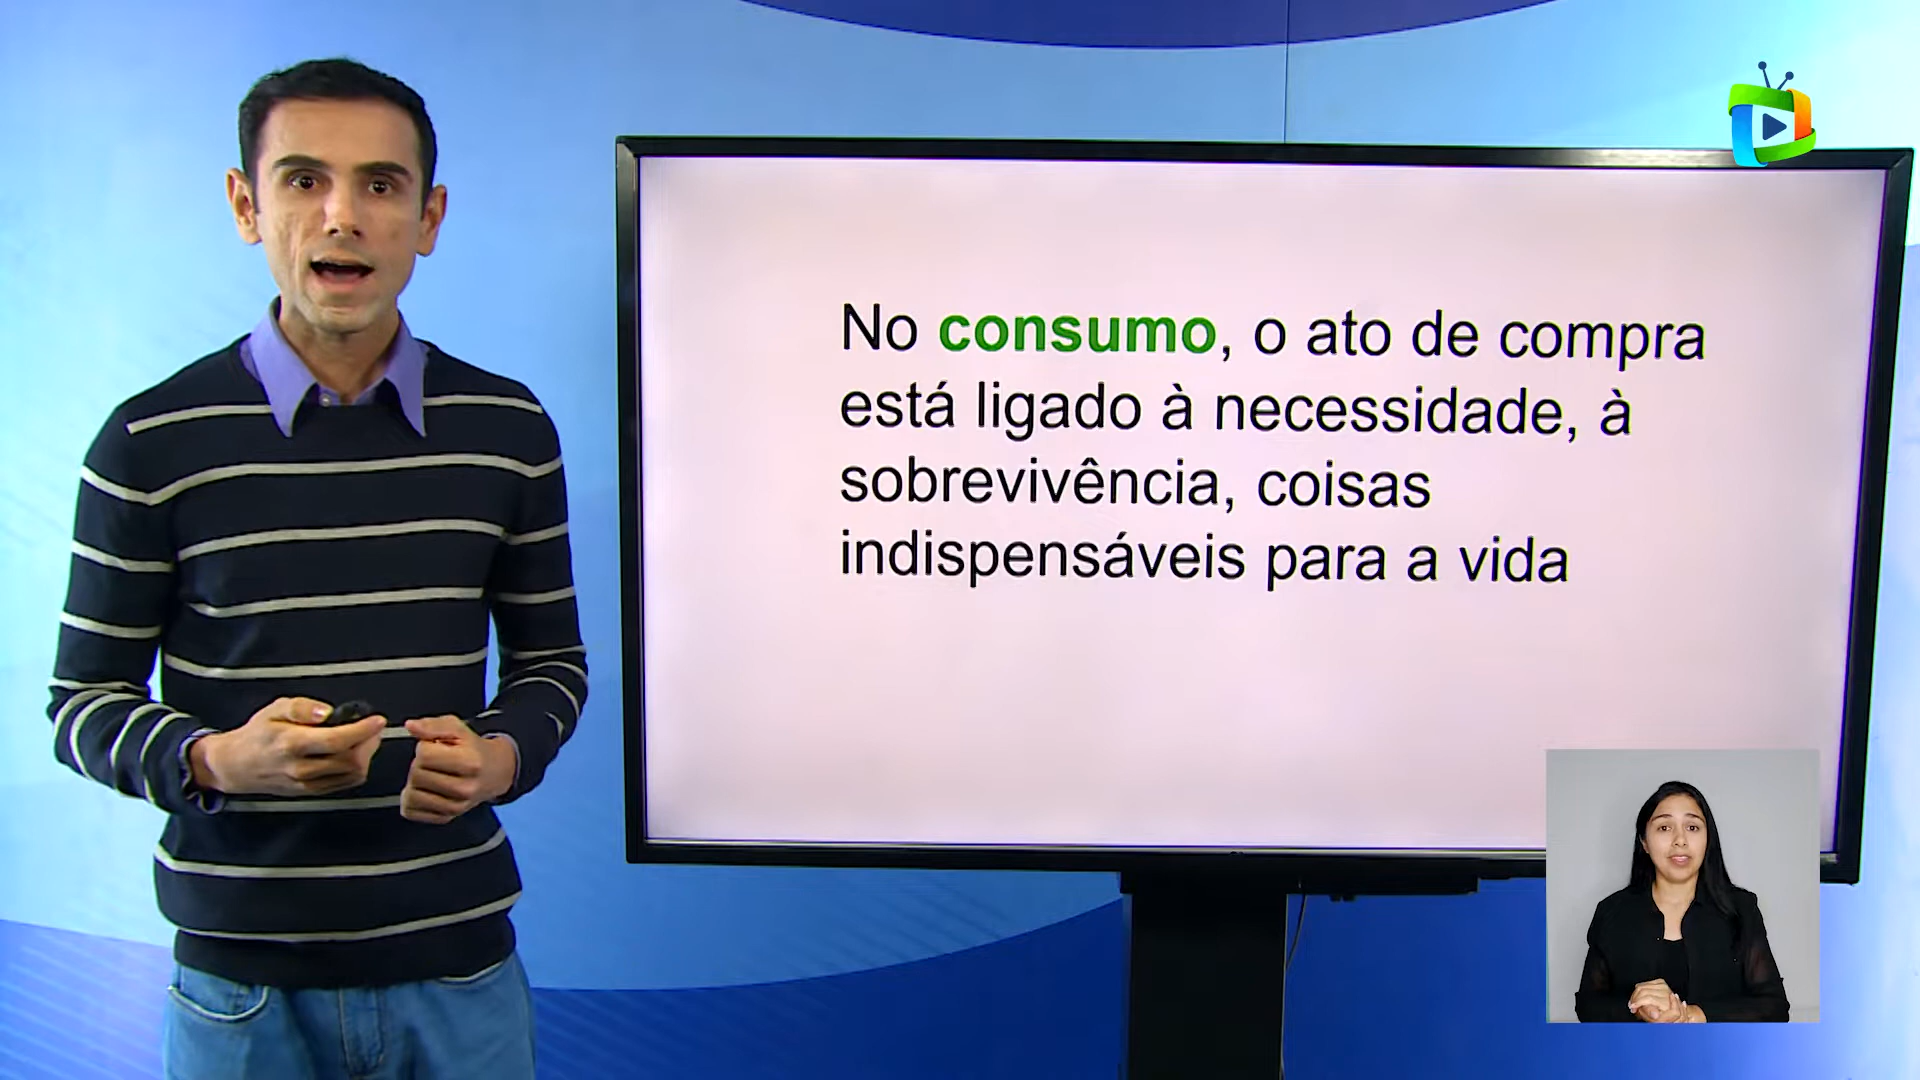 No consumo, o ato de compra
está ligado à necessidade, à
sobrevivência, coisas
indispensáveis para a vida